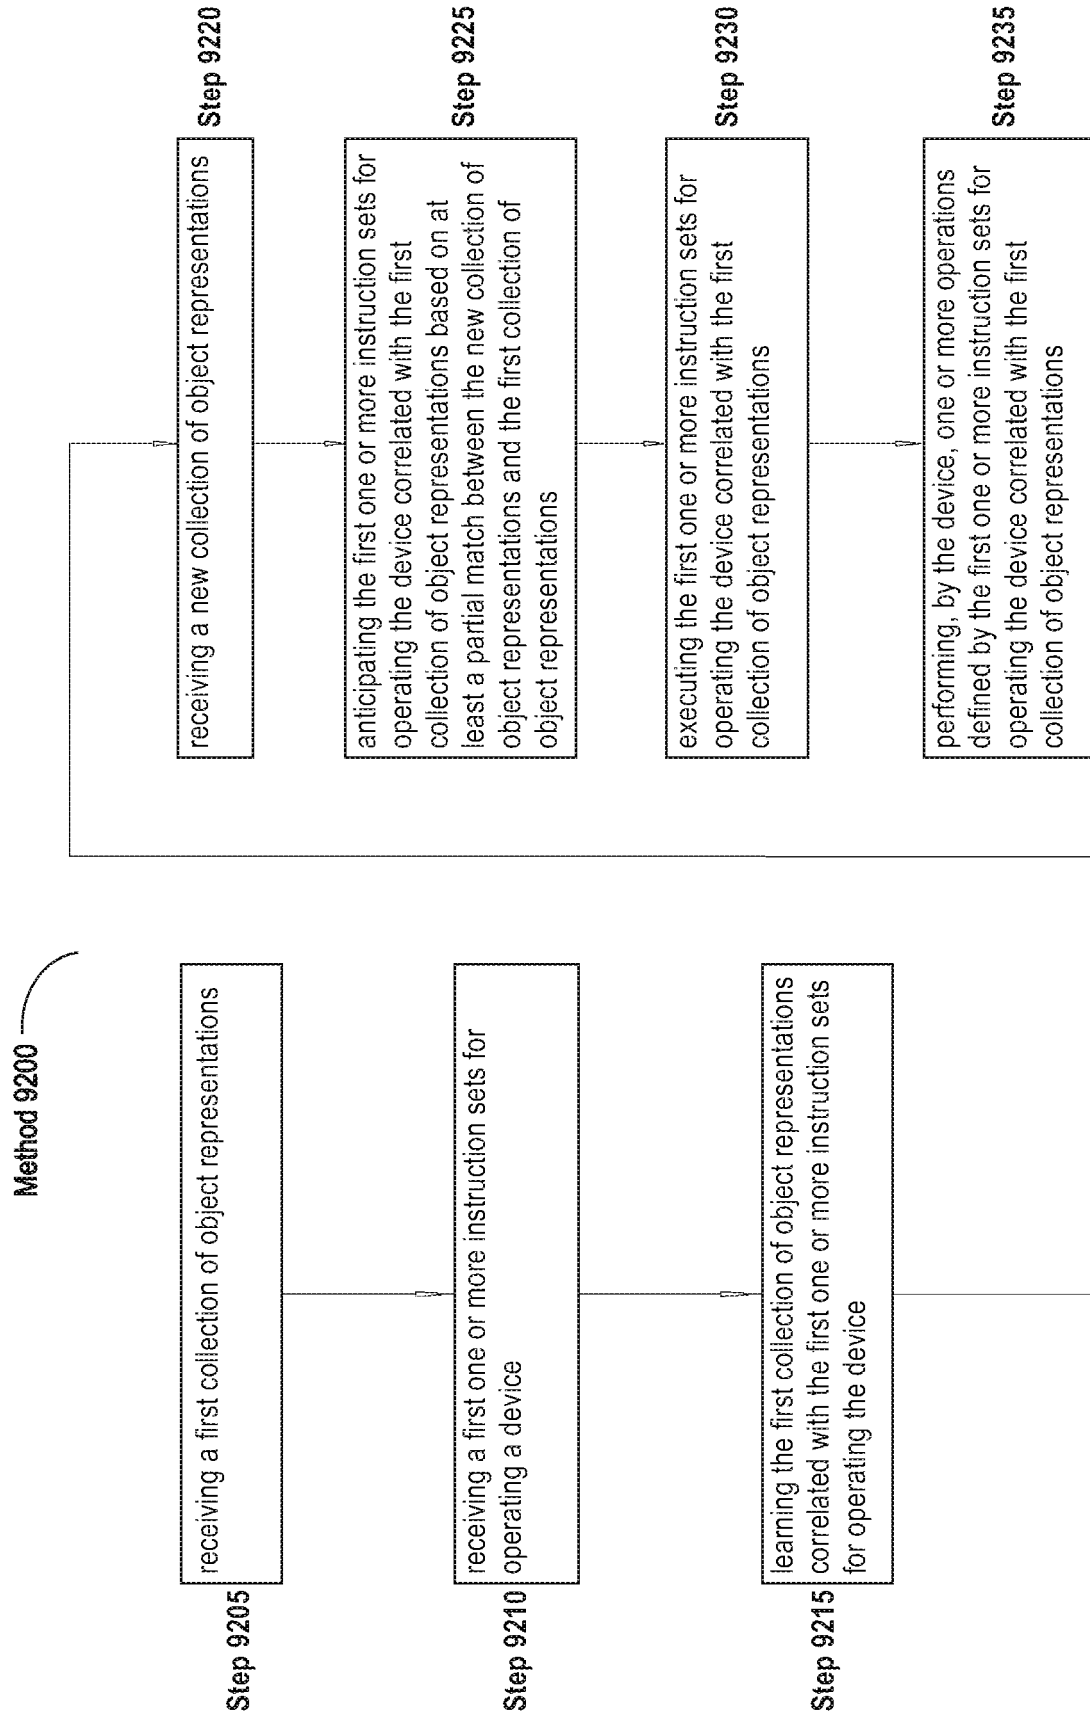 Method 9200
Step 9205
receiving a first collection of object representations
Step 9210
receiving a first one or more instruction sets for
operating a device
Step 9215
learning the first collection of object representations
correlated with the first one or more instruction sets
for operating the device
receiving a new collection of object representations
Step 9220
anticipating the first one or more instruction sets for
operating the device correlated with the first
collection of object representations based on at
least a partial match between the new collection of
object representations and the first collection of
object representations
Step 9225
executing the first one or more instruction sets for
operating the device correlated with the first
collection of object representations
Step 9230
performing, by the device, one or more operations
defined by the first one or more instruction sets for
operating the device correlated with the first
collection of object representations
Step 9235